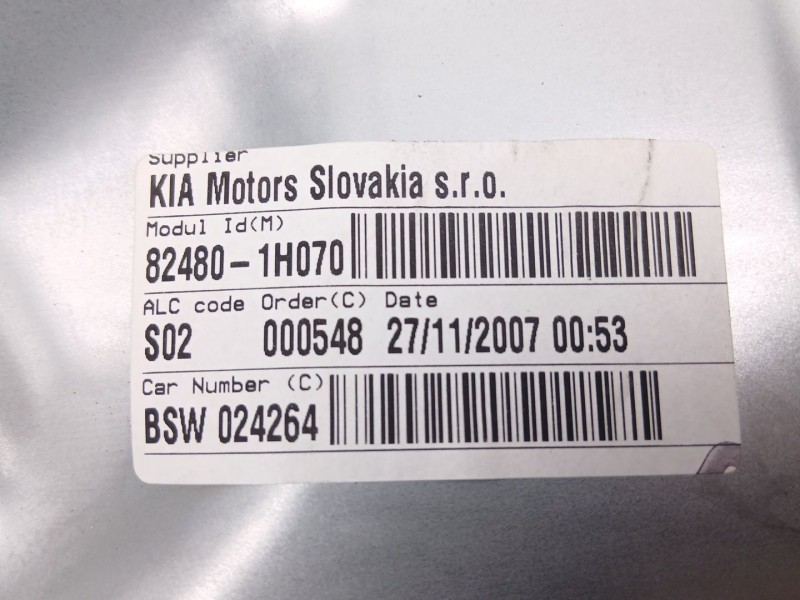 Supplier
KIA Motors Slovakia s.r.o.
Modul Id(M)
82480-1H070
ALC code Order(C) Date
S02 000548 27/11/2007 00:53
Car Number (C)
BSW 024264